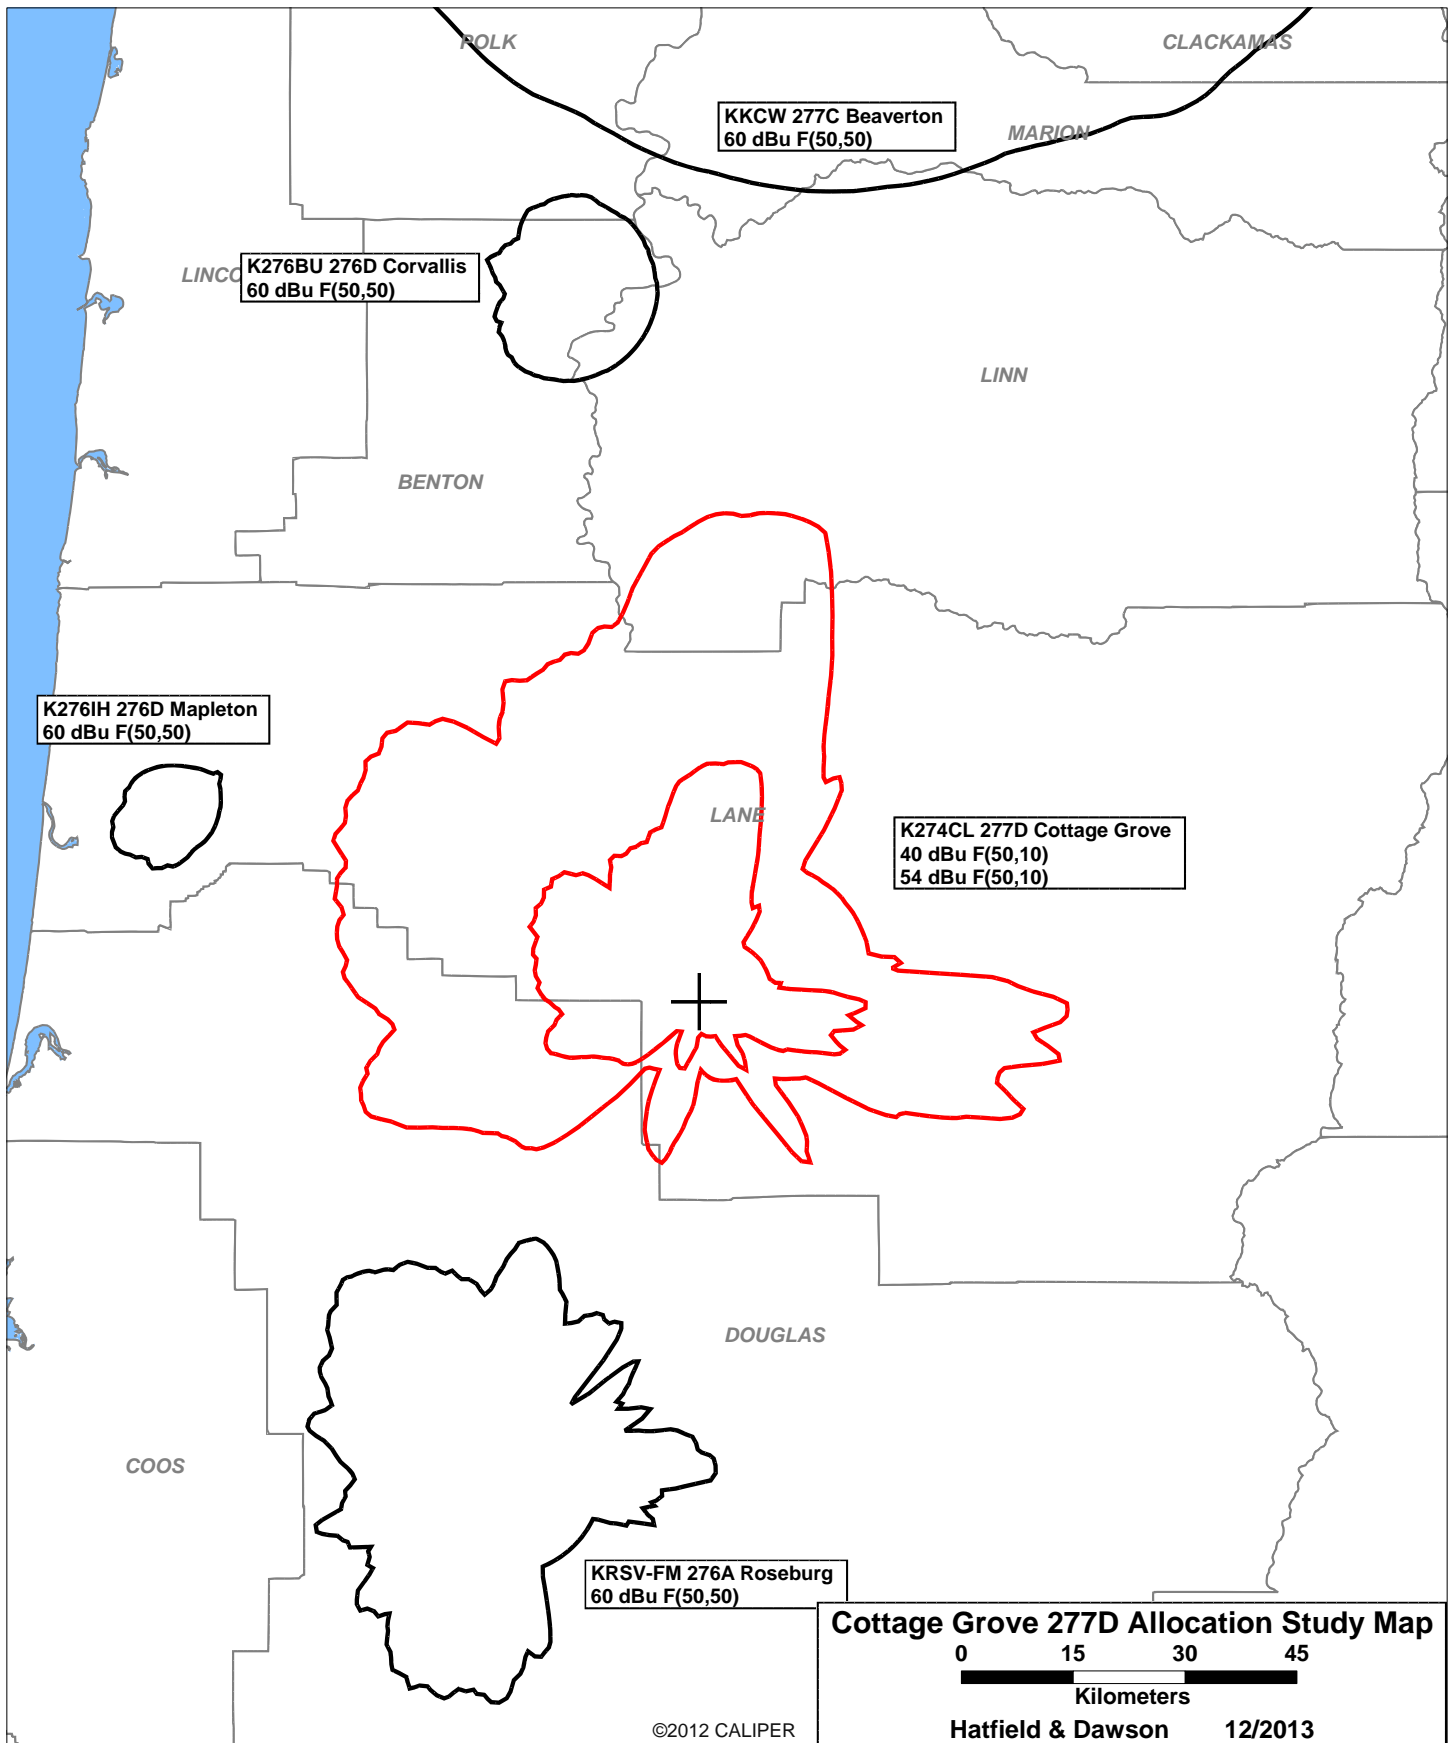 POLK
CLACKAMAS
KKCW 277C Beaverton
60 dBu F(50,50)
MARION
LINCO
K276BU 276D Corvallis
60 dBu F(50,50)
LINN
BENTON
K276IH 276D Mapleton
60 dBu F(50,50)
LANE
K274CL 277D Cottage Grove
40 dBu F(50,10)
54 dBu F(50,10)
DOUGLAS
COOS
KRSV-FM 276A Roseburg
60 dBu F(50,50)
Cottage Grove 277D Allocation Study Map
0 15 30 45
Kilometers
©2012 CALIPER
Hatfield & Dawson 12/2013